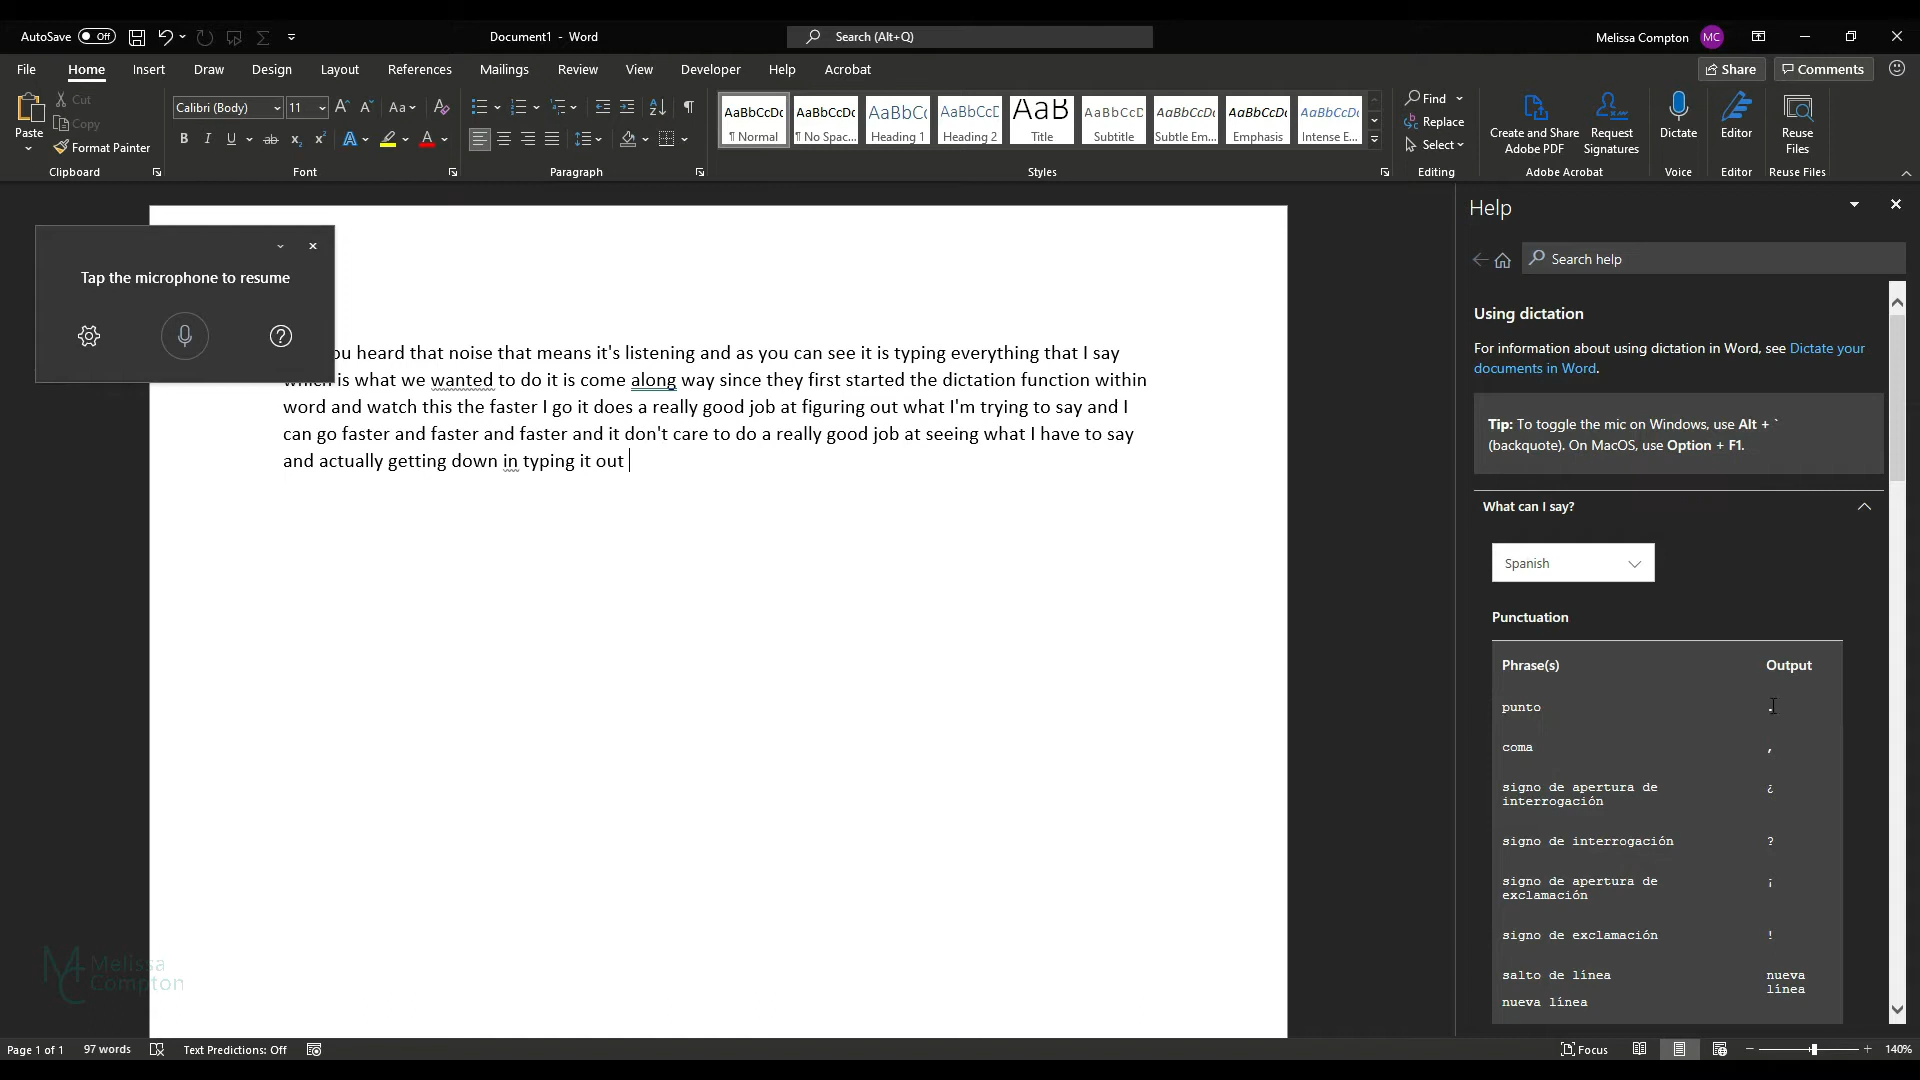 AutoSave Off
Document1 - Word
Search (Alt+Q)
Melissa Compton MC
File Home Insert Draw Design Layout References Mailings Review View Developer Help Acrobat
Share Comments
Paste
Cut
Copy
Format Painter
Clipboard
Calibri (Body) 11
Font
Paragraph
AaBbCcDc AaBbCcDc AaBbC AaBbCcD AaB AaBbCcD AaBbCcDc AaBbCcDc AaBbCcDc
¶ Normal ¶ No Spac... Heading 1 Heading 2 Title Subtitle Subtle Em... Emphasis Intense E...
Styles
Find
Replace
Select
Editing
Create and Share
Adobe PDF
Request
Signatures
Adobe Acrobat
Dictate
Voice
Editor
Editor
Reuse
Files
Reuse Files
Tap the microphone to resume
heard that noise that means it's listening and as you can see it is typing everything that I say
which is what we wanted to do it is come along way since they first started the dictation function within
word and watch this the faster I go it does a really good job at figuring out what I'm trying to say and I
can go faster and faster and faster and it don't care to do a really good job at seeing what I have to say
and actually getting down in typing it out
Help
Search help
Using dictation
For information about using dictation in Word, see Dictate your
documents in Word.
Tip: To toggle the mic on Windows, use Alt + `
(backquote). On MacOS, use Option + F1.
What can I say?
Spanish
Punctuation
Phrase(s) Output
punto .
coma ,
signo de apertura de
interrogación ¿
signo de interrogación ?
signo de apertura de
exclamación ¡
signo de exclamación !
salto de línea nueva
línea
nueva línea
MC Melissa
Compton
Page 1 of 1 97 words Text Predictions: Off
Focus 140%